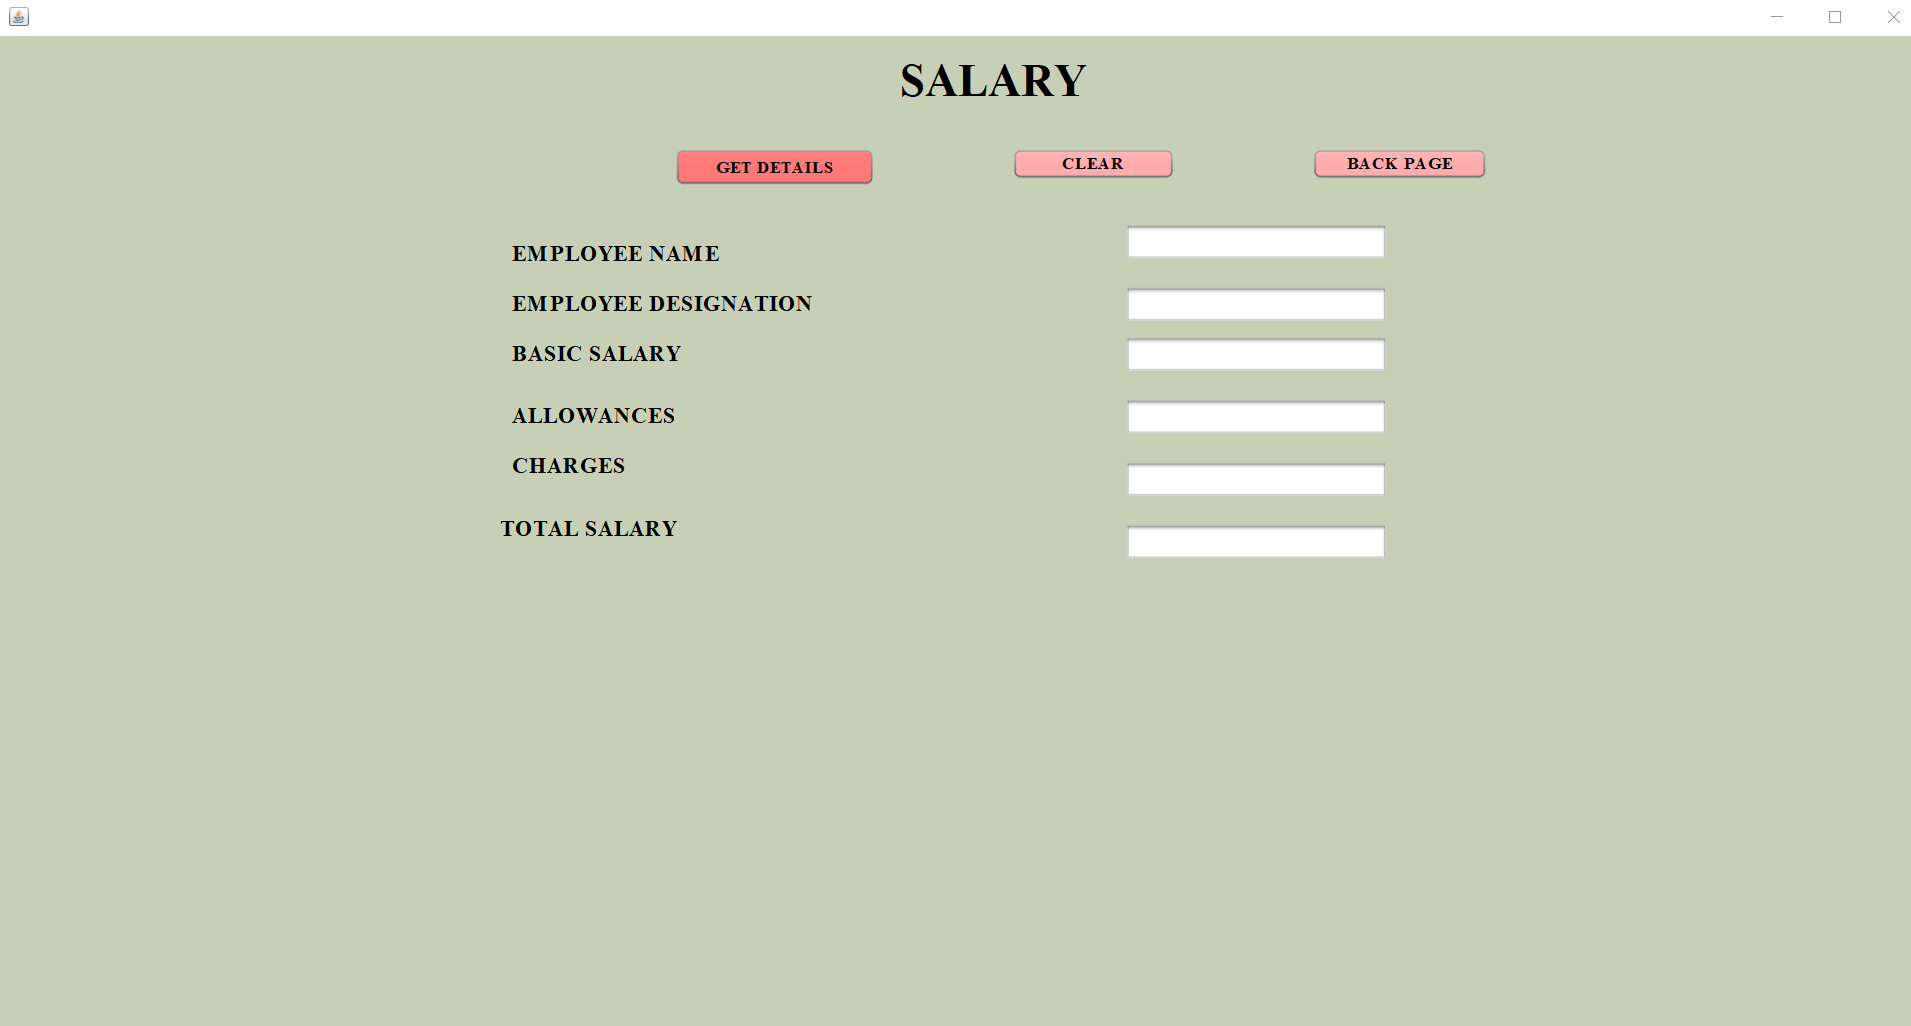 SALARY
GET DETAILS
CLEAR
BACK PAGE
EMPLOYEE NAME
EMPLOYEE DESIGNATION
BASIC SALARY
ALLOWANCES
CHARGES
TOTAL SALARY